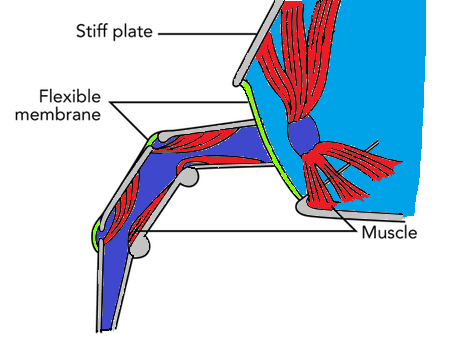 Stiff plate
Flexible
membrane
Muscle